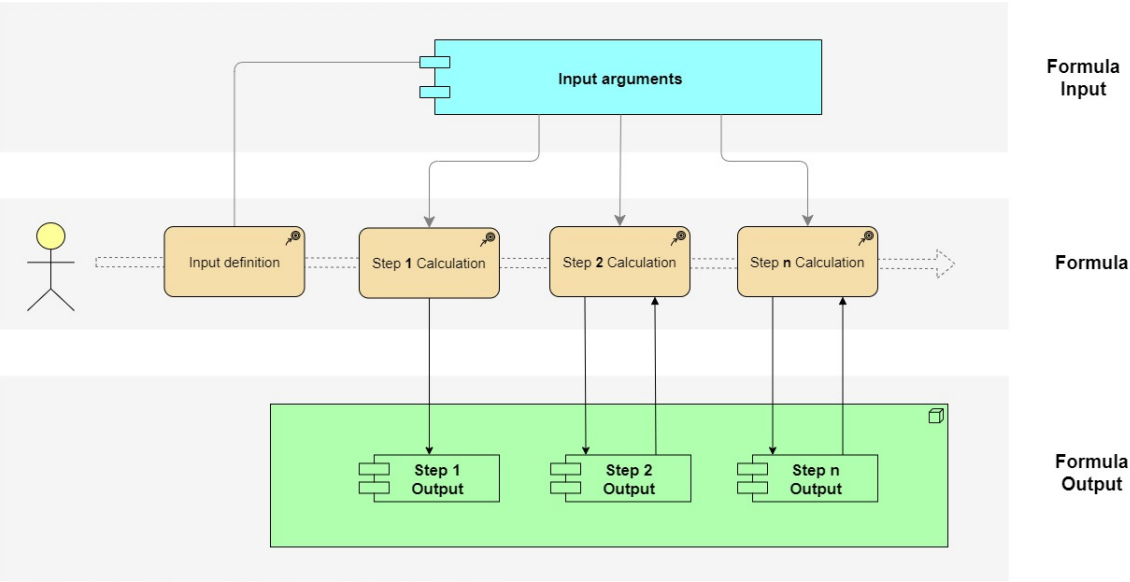 Input arguments
Formula
Input
Input definition
Step 1 Calculation
Step 2 Calculation
Step n Calculation
Formula
Step 1
Output
Step 2
Output
Step n
Output
Formula
Output